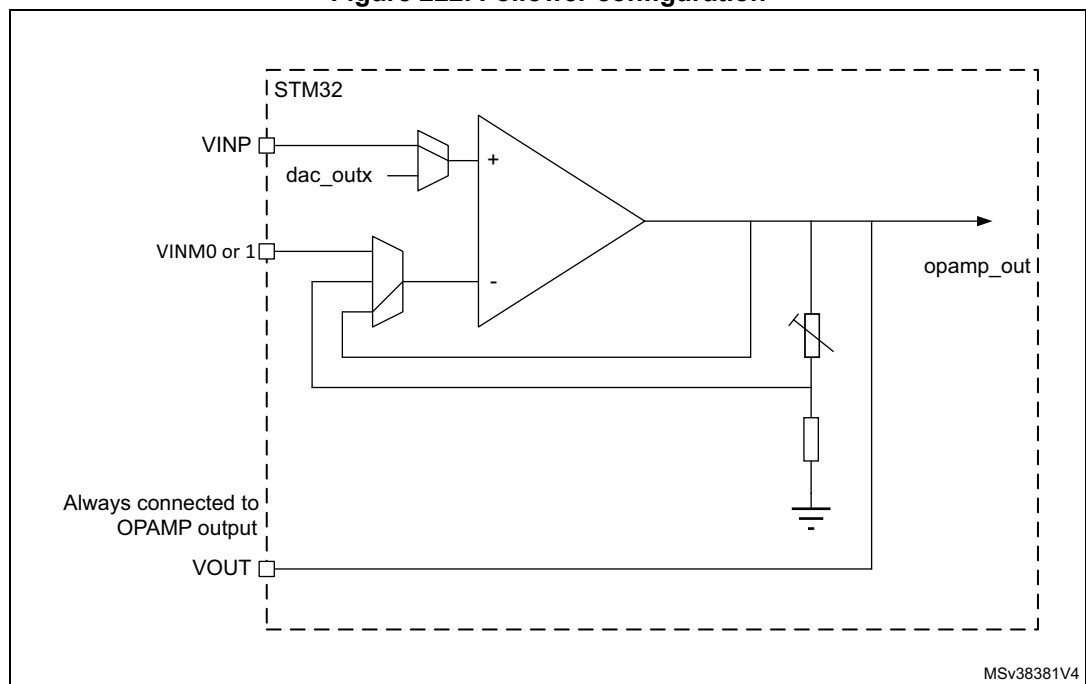 Figure 222. Follower configuration
STM32
VINP
+
dac_outx
VINM0 or 1
-
opamp_out
Always connected to
OPAMP output
VOUT
MSv38381V4